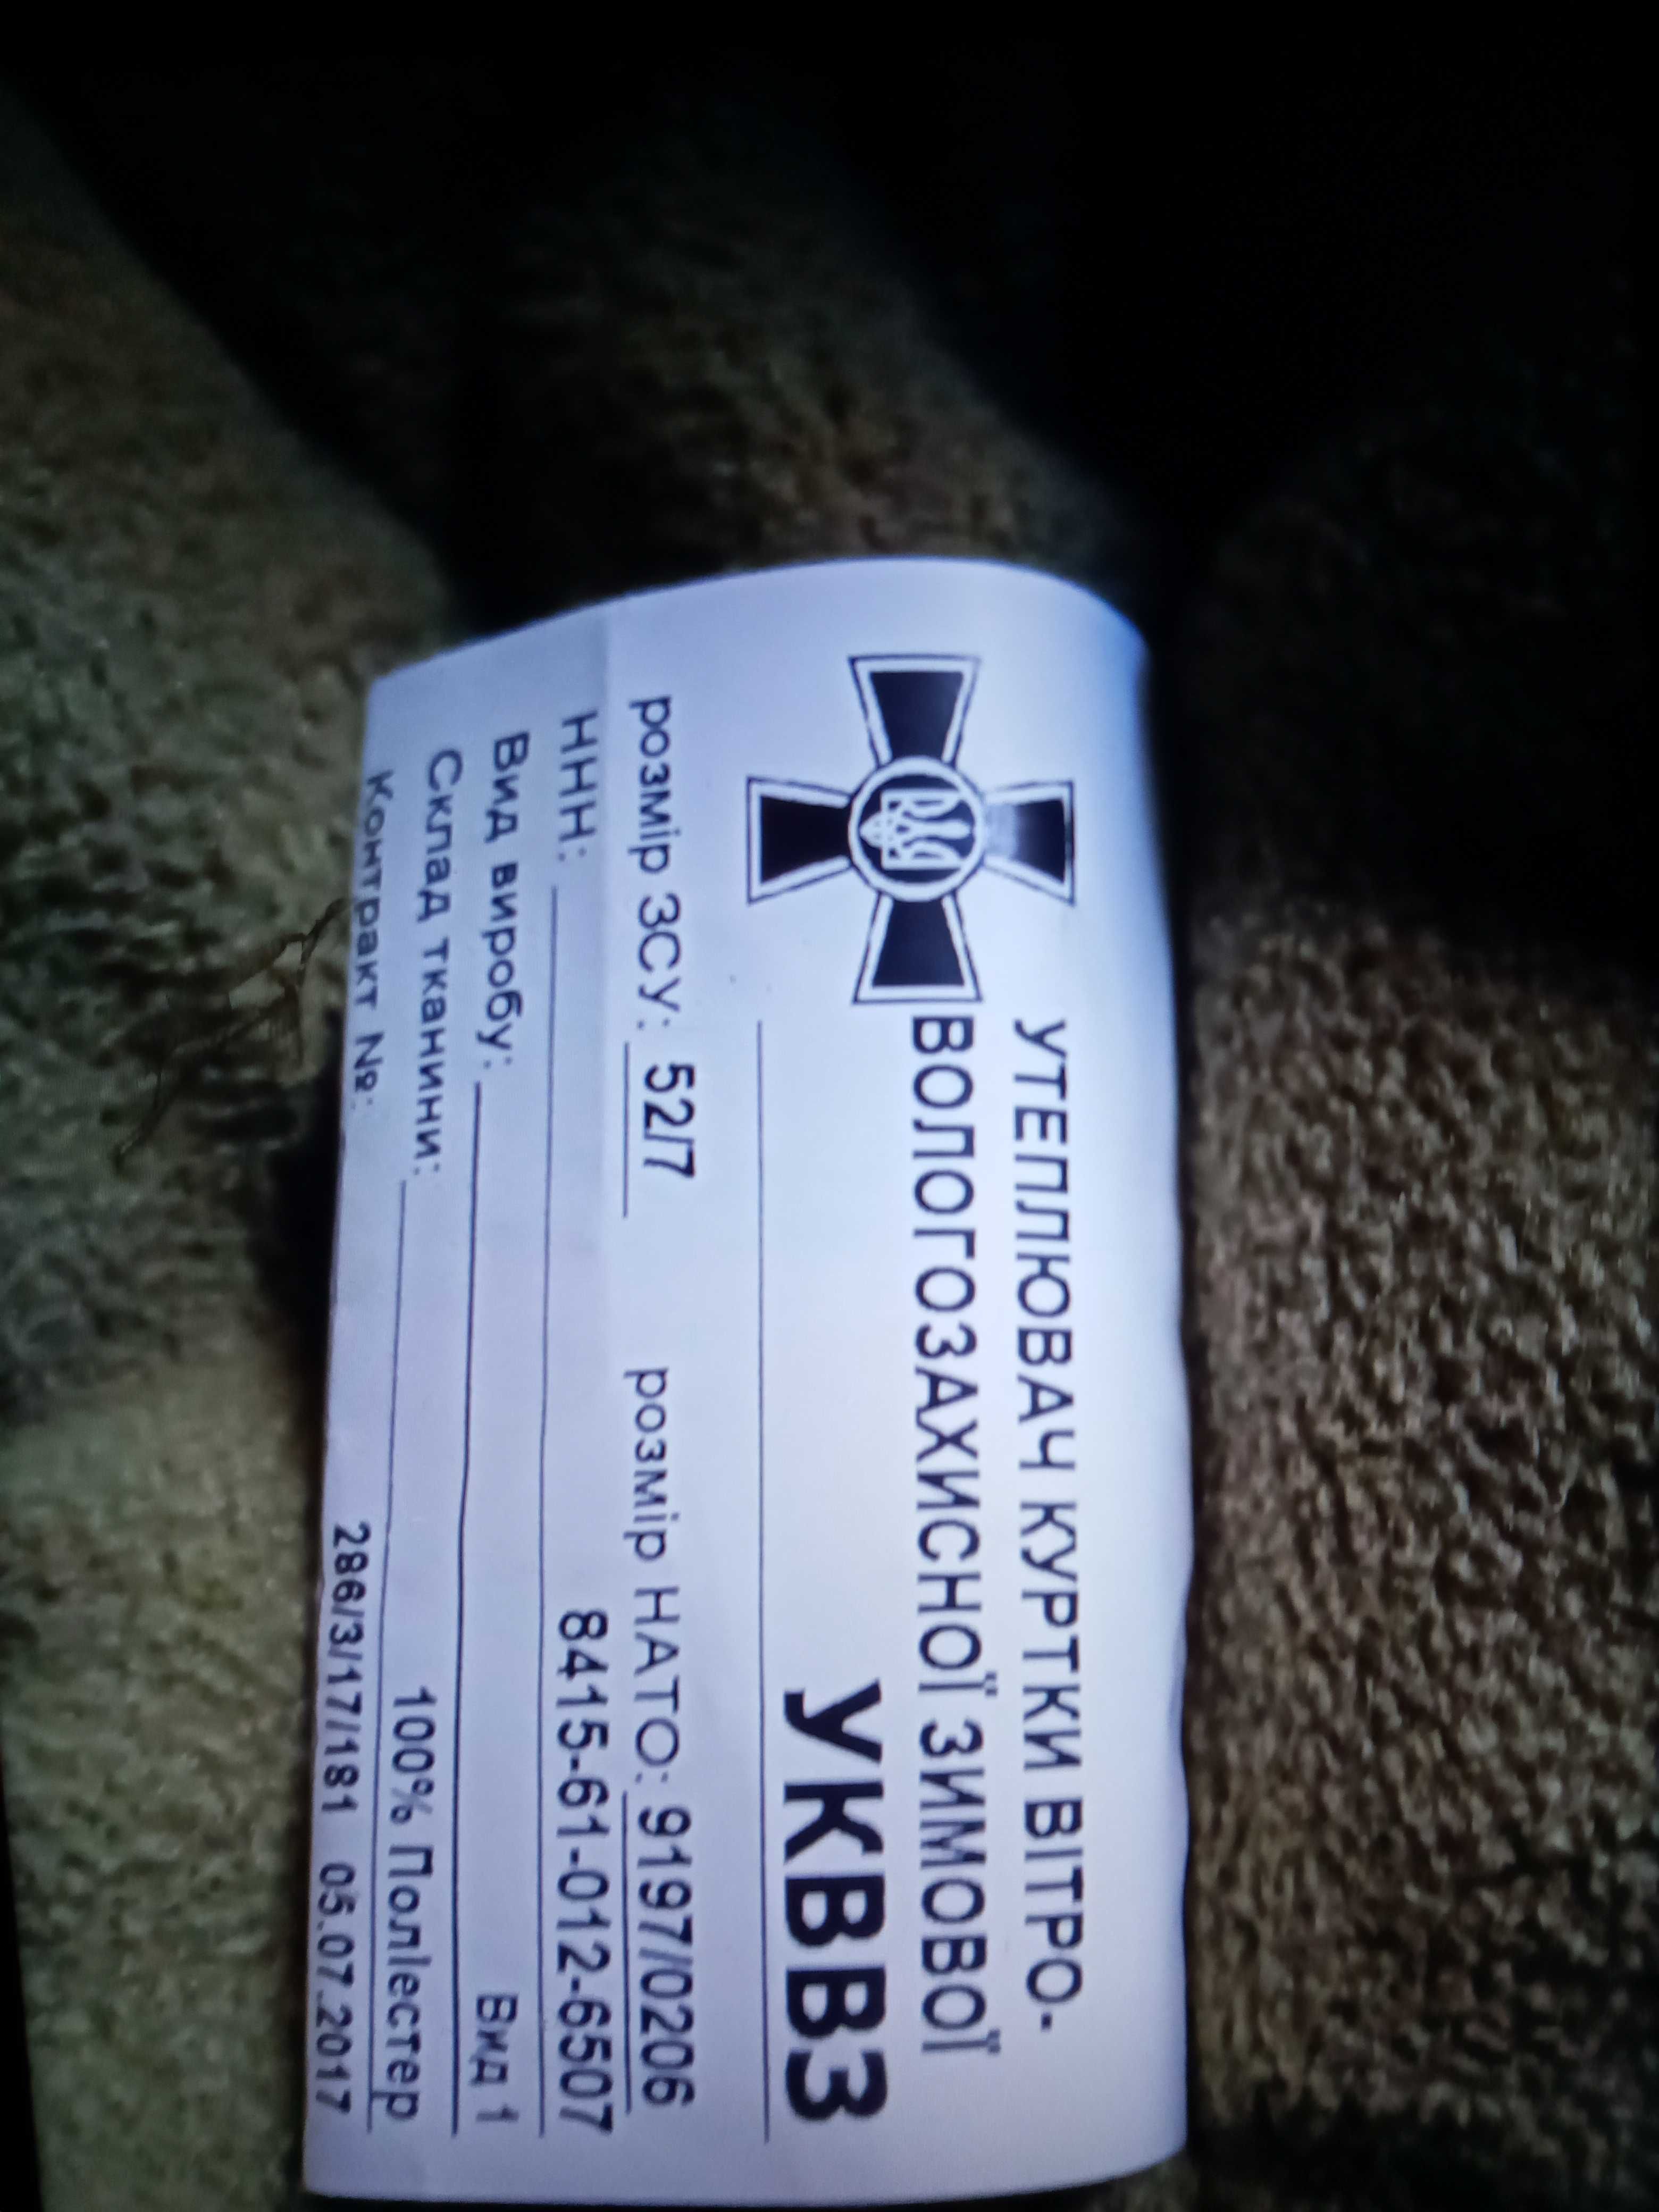 УТЕПЛЮВАЧ КУРТКИ ВІТРО-
ВОЛОГОЗАХИСНОЇ ЗИМОВОЇ
УКВВЗ
розмір ЗСУ: 52/7 розмір НАТО: 9197/0206
ННН: 8415-61-012-6507
Вид виробу: Вид 1
Склад тканини: 100% Поліестер
Контракт №: 286/3/17/181 05.07.2017